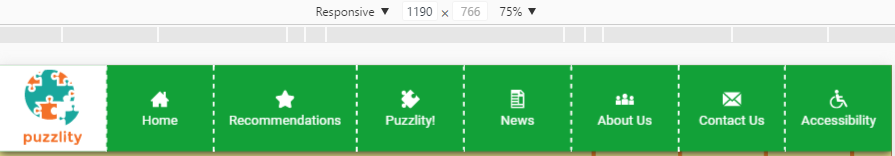 Responsive ▼ 1190 × 766 75% ▼
puzzlity
Home Recommendations Puzzlity! News About Us Contact Us Accessibility